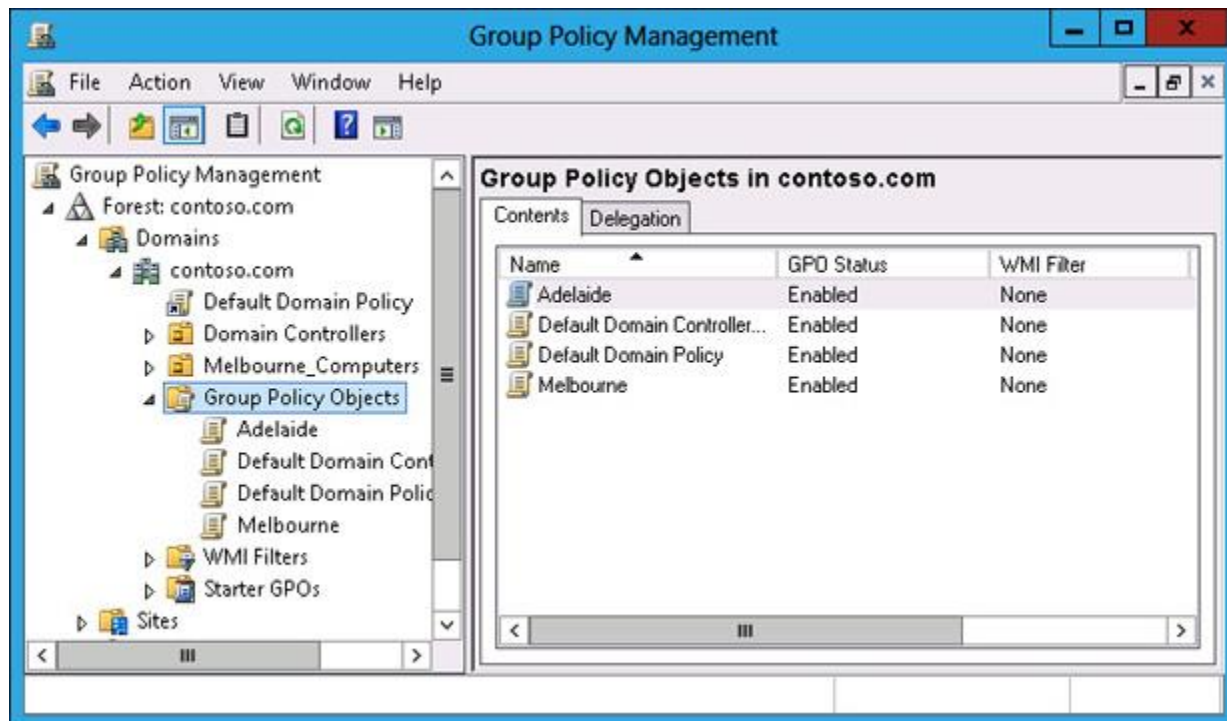 Group Policy Management
File Action View Window Help
Group Policy Management
Forest: contoso.com
Domains
contoso.com
Default Domain Policy
Domain Controllers
Melbourne_Computers
Group Policy Objects
Adelaide
Default Domain Cont
Default Domain Polic
Melbourne
WMI Filters
Starter GPOs
Sites
Group Policy Objects in contoso.com
Contents Delegation
Name GPO Status WMI Filter
Adelaide Enabled None
Default Domain Controller... Enabled None
Default Domain Policy Enabled None
Melbourne Enabled None